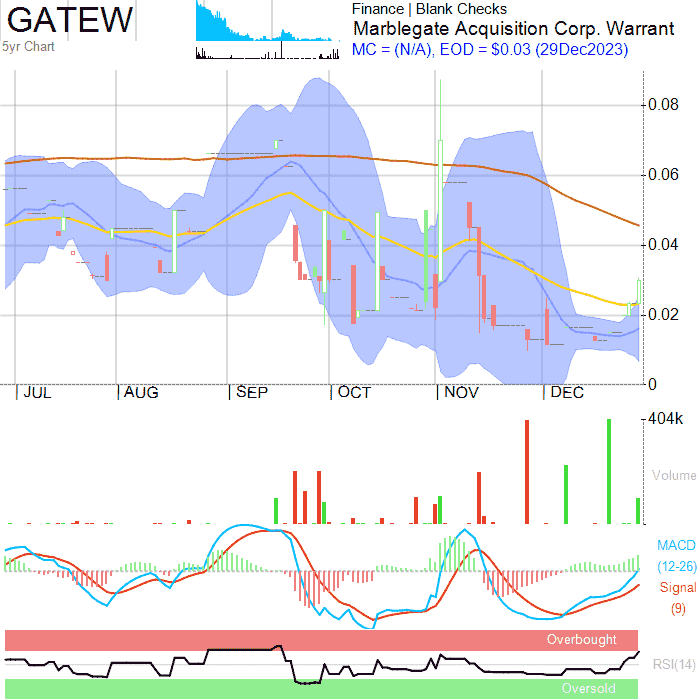 GATEW
5yr Chart
Finance | Blank Checks
Marblegate Acquisition Corp. Warrant
MC = (N/A), EOD = $0.03 (29Dec2023)
0.08
0.06
0.04
0.02
0
JUL AUG SEP OCT NOV DEC
404k
Volume
MACD
(12-26)
Signal
(9)
Overbought
RSI(14)
Oversold